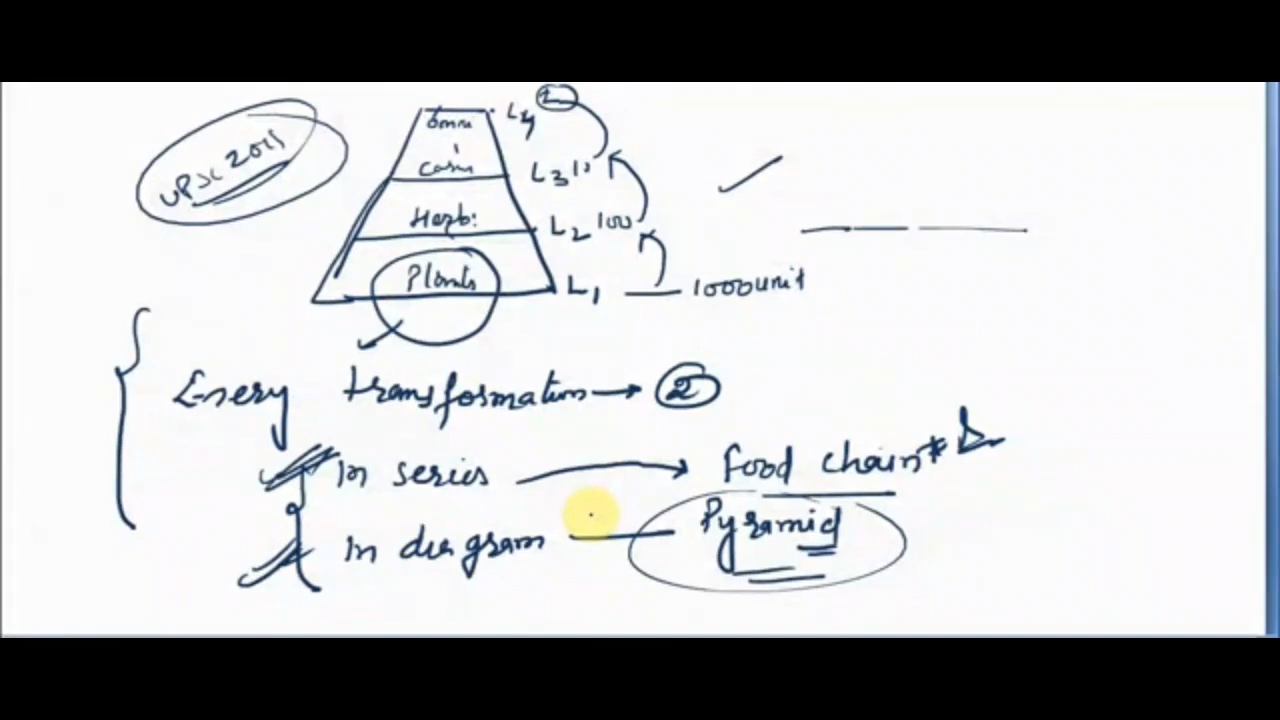 UPSC 2015
L4 1
omni
carni
L3 10
Herb:
L2 100
Plants
L1 — 1000 unit
Energy transformation → 2
in series → food chain *
in diagram — Pyramid